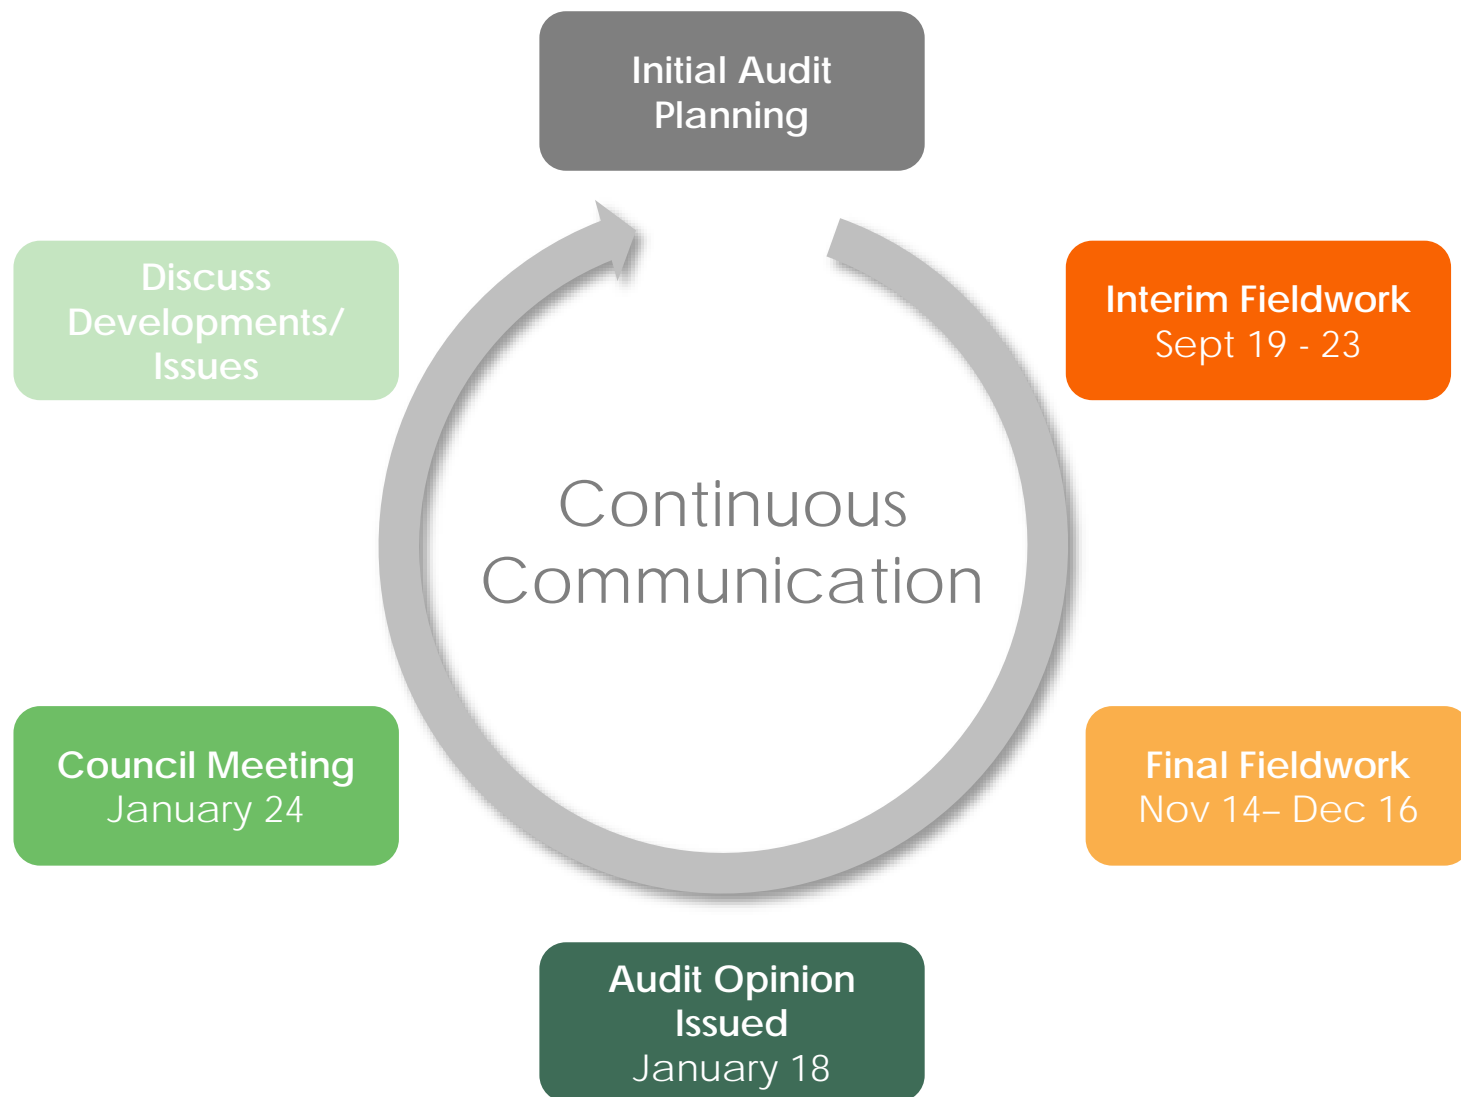 Initial Audit
Planning
Interim Fieldwork
Sept 19 - 23
Final Fieldwork
Nov 14– Dec 16
Audit Opinion
Issued
January 18
Council Meeting
January 24
Discuss
Developments/
Issues
Continuous
Communication